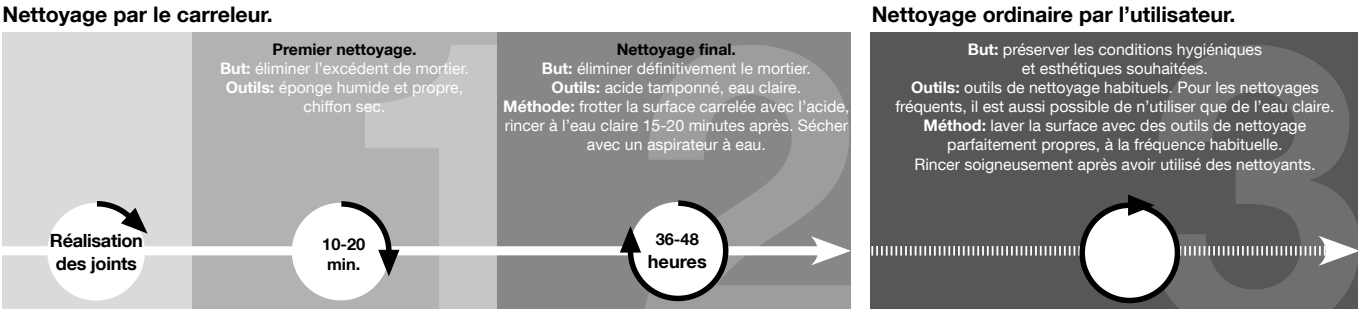 Nettoyage par le carreleur.
Réalisation
des joints
1
Premier nettoyage.
But: éliminer l'excédent de mortier.
Outils: éponge humide et propre,
chiffon sec.
10-20
min.
2
Nettoyage final.
But: éliminer définitivement le mortier.
Outils: acide tamponné, eau claire.
Méthode: frotter la surface carrelée avec l'acide,
rincer à l'eau claire 15-20 minutes après. Sécher
avec un aspirateur à eau.
36-48
heures
Nettoyage ordinaire par l'utilisateur.
3
But: préserver les conditions hygiéniques
et esthétiques souhaitées.
Outils: outils de nettoyage habituels. Pour les nettoyages
fréquents, il est aussi possible de n'utiliser que de l'eau claire.
Méthod: laver la surface avec des outils de nettoyage
parfaitement propres, à la fréquence habituelle.
Rincer soigneusement après avoir utilisé des nettoyants.